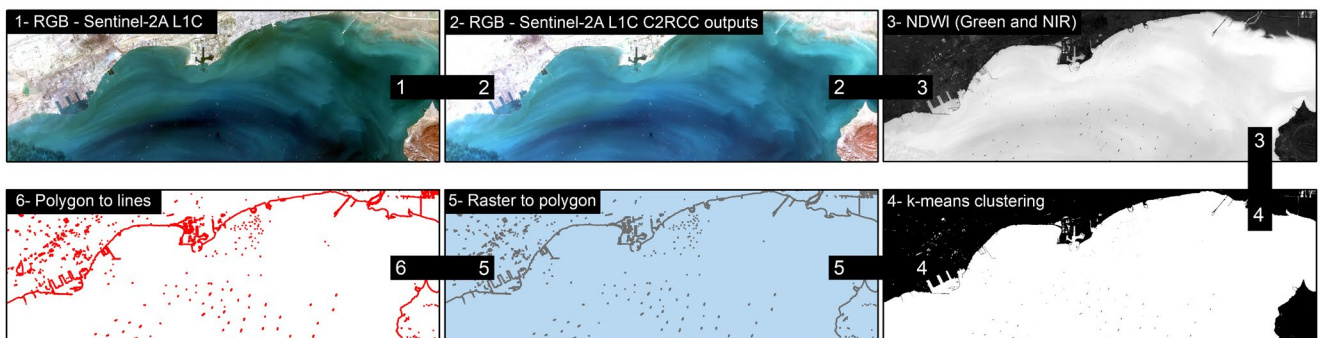 1- RGB - Sentinel-2A L1C
2- RGB - Sentinel-2A L1C C2RCC outputs
3- NDWI (Green and NIR)
1 2
2 3
3
4
6- Polygon to lines
5- Raster to polygon
4- k-means clustering
6 5
5 4